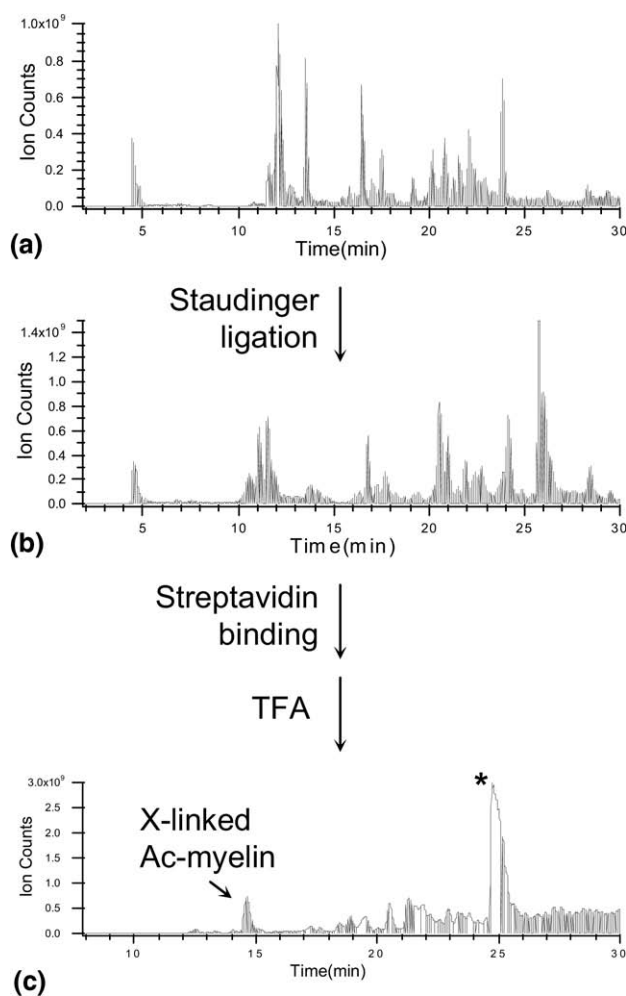 1.0x10⁹
0.8
0.6
0.4
0.2
0.0
Ion Counts
5 10 15 20 25 30
Time(min)
(a)
Staudinger
ligation
1.4x10⁹
1.2
1.0
0.8
0.6
0.4
0.2
0.0
Ion Counts
5 10 15 20 25 30
Time(min)
(b)
Streptavidin
binding
TFA
3.0x10⁹
2.5
2.0
1.5
1.0
0.5
0.0
Ion Counts
X-linked
Ac-myelin
*
10 15 20 25 30
Time(min)
(c)